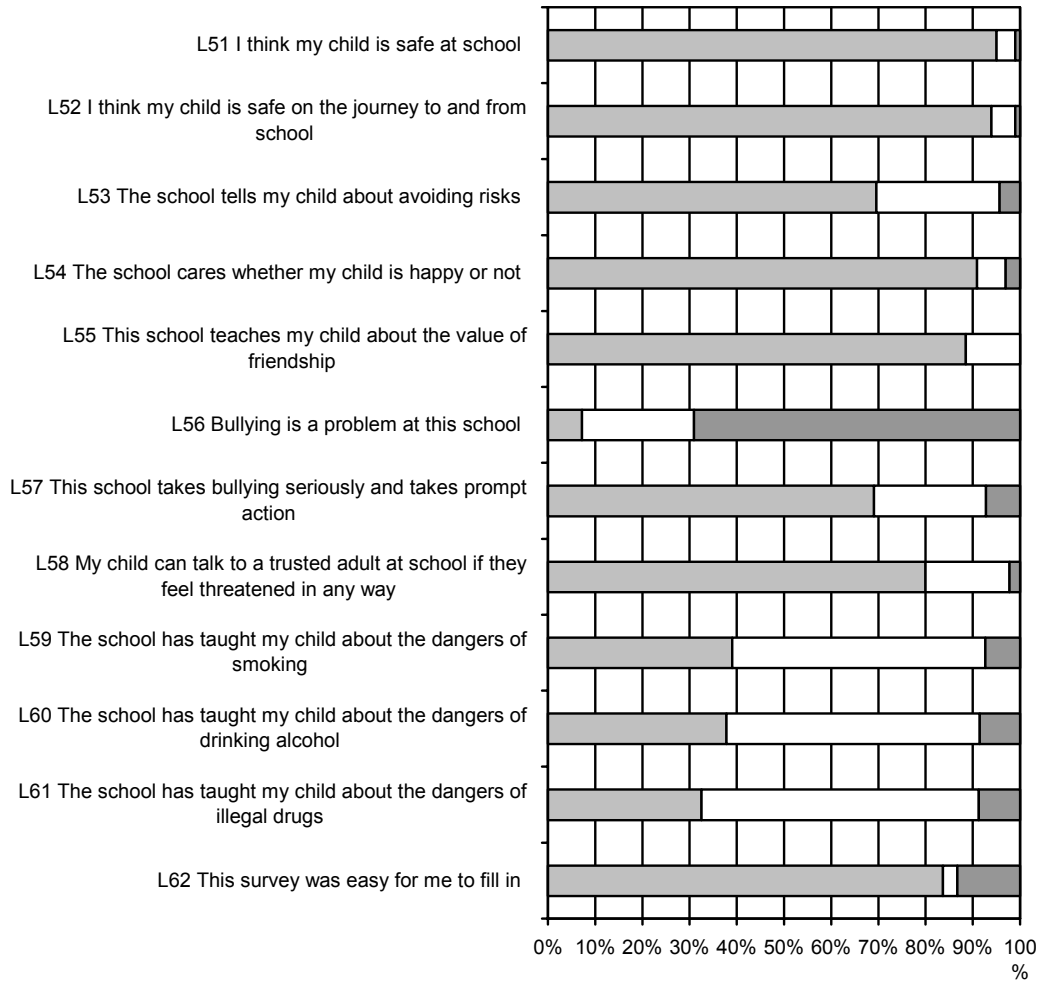 L51 I think my child is safe at school
L52 I think my child is safe on the journey to and from
school
L53 The school tells my child about avoiding risks
L54 The school cares whether my child is happy or not
L55 This school teaches my child about the value of
friendship
L56 Bullying is a problem at this school
L57 This school takes bullying seriously and takes prompt
action
L58 My child can talk to a trusted adult at school if they
feel threatened in any way
L59 The school has taught my child about the dangers of
smoking
L60 The school has taught my child about the dangers of
drinking alcohol
L61 The school has taught my child about the dangers of
illegal drugs
L62 This survey was easy for me to fill in
0% 10% 20% 30% 40% 50% 60% 70% 80% 90% 100
%